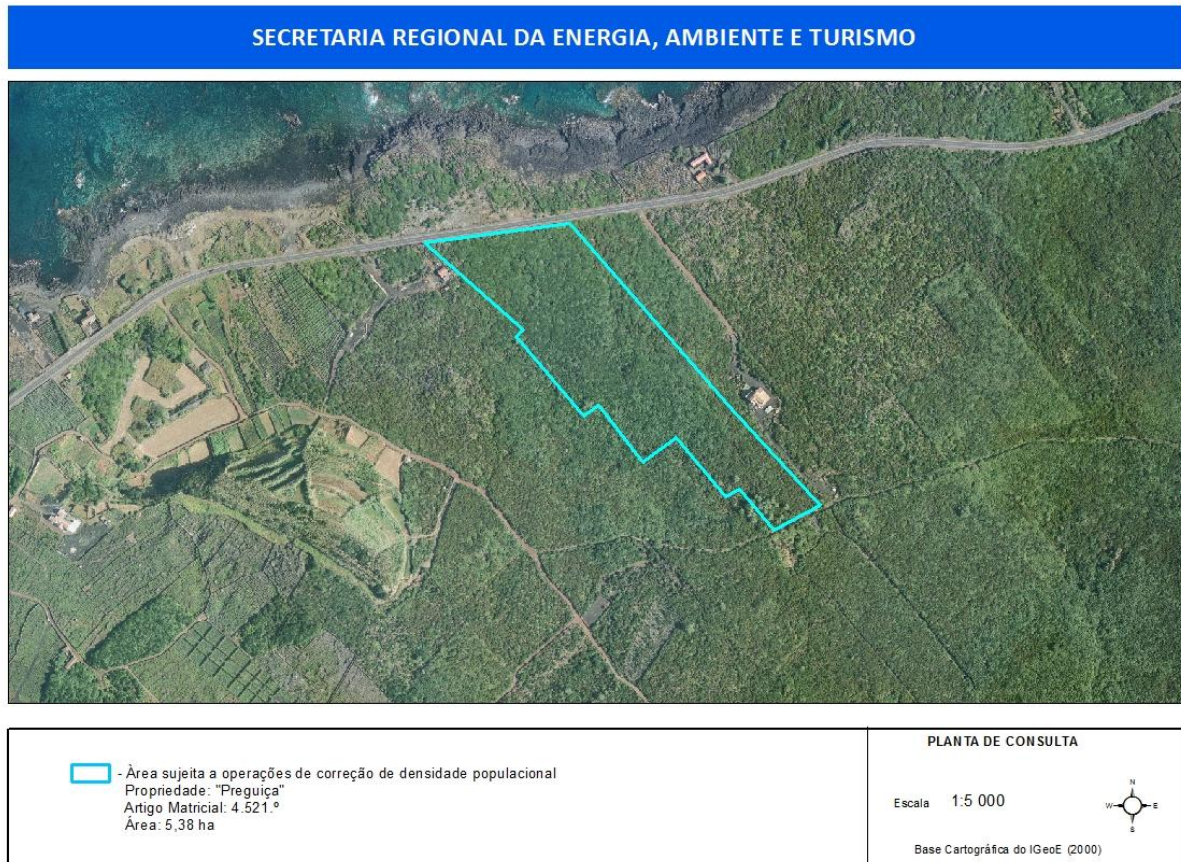 SECRETARIA REGIONAL DA ENERGIA, AMBIENTE E TURISMO
- Àrea sujeita a operações de correção de densidade populacional
Propriedade: "Preguiça"
Artigo Matricial: 4.521.º
Área: 5,38 ha
PLANTA DE CONSULTA
Escala 1:5 000
N
W E
S
Base Cartográfica do IGeoE (2000)